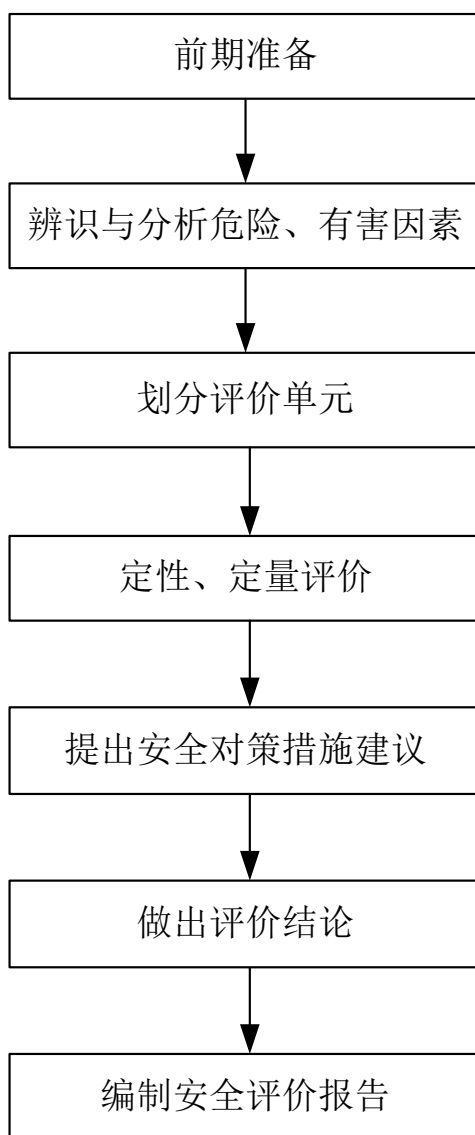 前期准备
辨识与分析危险、有害因素
划分评价单元
定性、定量评价
提出安全对策措施建议
做出评价结论
编制安全评价报告